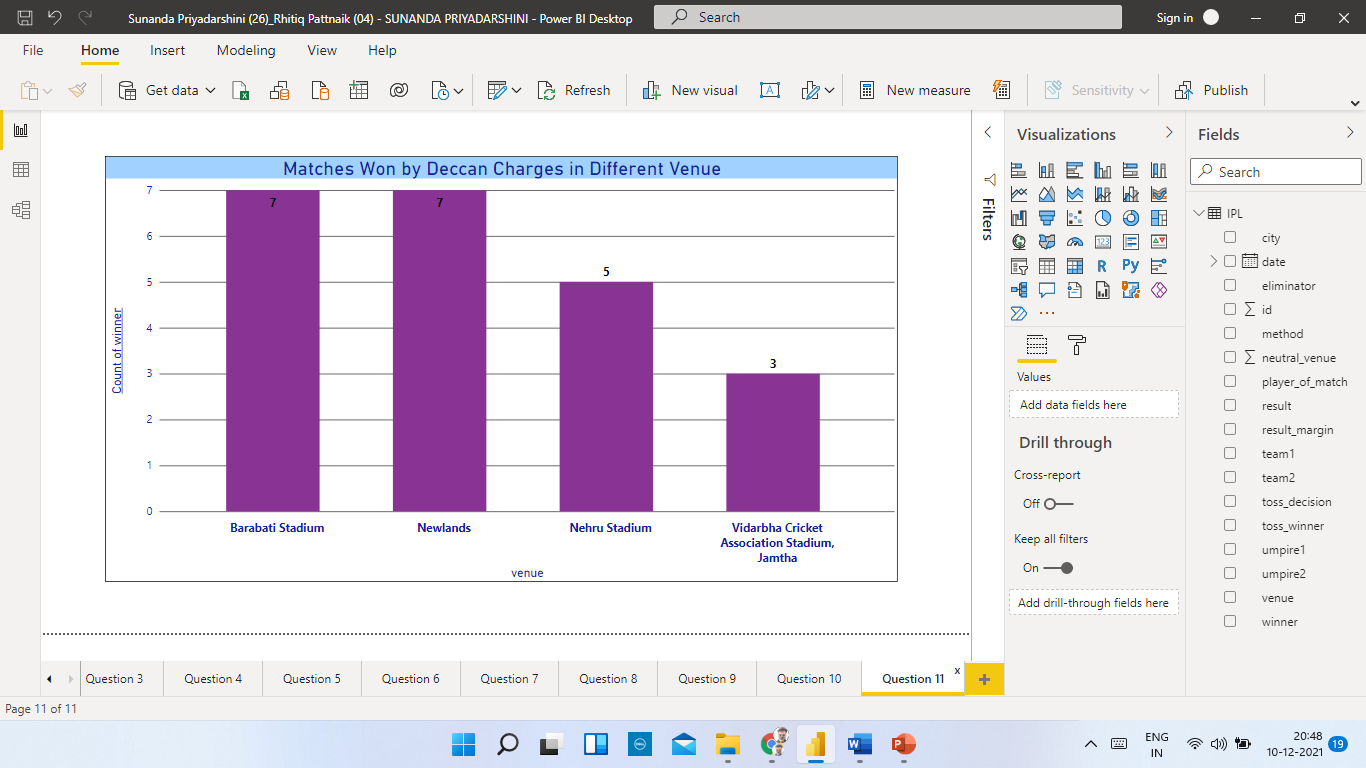 Sunanda Priyadarshini (26)_Rhitiq Pattnaik (04) - SUNANDA PRIYADARSHINI - Power BI Desktop
Search
Sign in
File Home Insert Modeling View Help
Get data
Refresh
New visual
A
New measure
Sensitivity
Publish
Matches Won by Deccan Charges in Different Venue
Count of winner
7
6
5
4
3
2
1
0
7
7
5
3
Barabati Stadium
Newlands
Nehru Stadium
Vidarbha Cricket
Association Stadium,
Jamtha
venue
Filters
Visualizations
123
R
Py
Values
Add data fields here
Drill through
Cross-report
Off
Keep all filters
On
Add drill-through fields here
Fields
Search
IPL
city
date
eliminator
id
method
neutral_venue
player_of_match
result
result_margin
team1
team2
toss_decision
toss_winner
umpire1
umpire2
venue
winner
Question 3
Question 4
Question 5
Question 6
Question 7
Question 8
Question 9
Question 10
Question 11
x
+
Page 11 of 11
DELL
W
P
ENG
IN
20:48
10-12-2021
19